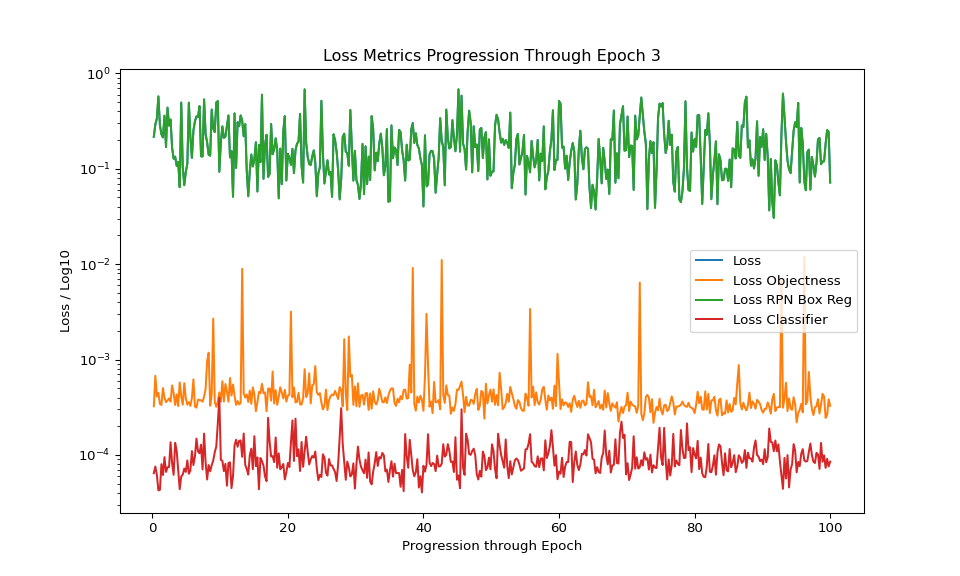 Loss Metrics Progression Through Epoch 3
Loss / Log10
10⁰
10⁻¹
10⁻²
10⁻³
10⁻⁴
Loss
Loss Objectness
Loss RPN Box Reg
Loss Classifier
0 20 40 60 80 100
Progression through Epoch